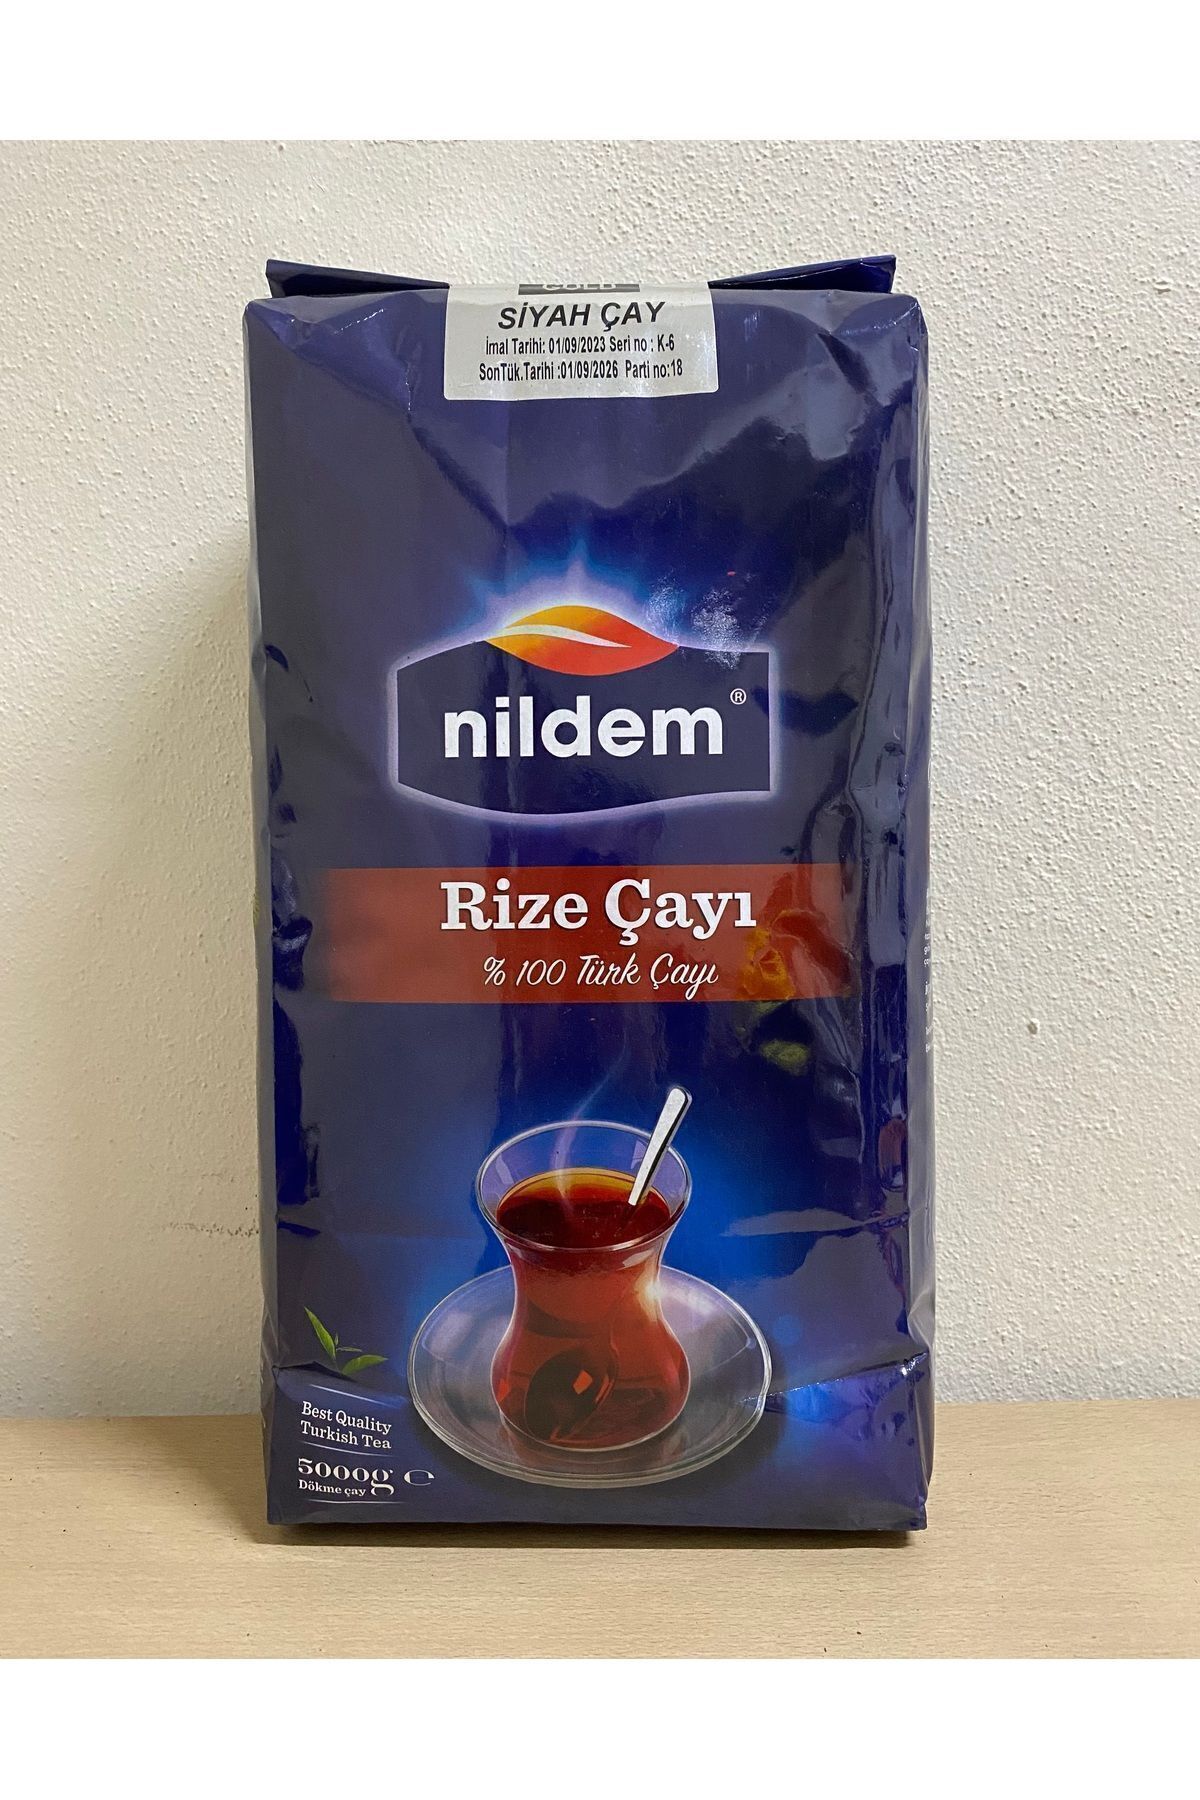 GOLD
SİYAH ÇAY
İmal Tarihi: 01/09/2023 Seri no : K-6
SonTük.Tarihi :01/09/2026 Parti no:18
nildem®
Rize Çayı
% 100 Türk Çayı
Best Quality
Turkish Tea
5000g e
Dökme çay